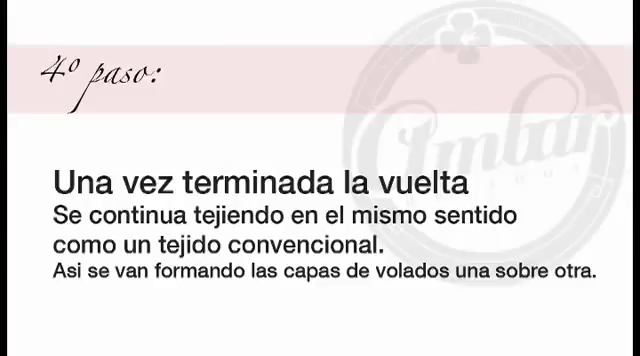 4º paso:
Imbar
Una vez terminada la vuelta
Se continua tejiendo en el mismo sentido
como un tejido convencional.
Asi se van formando las capas de volados una sobre otra.